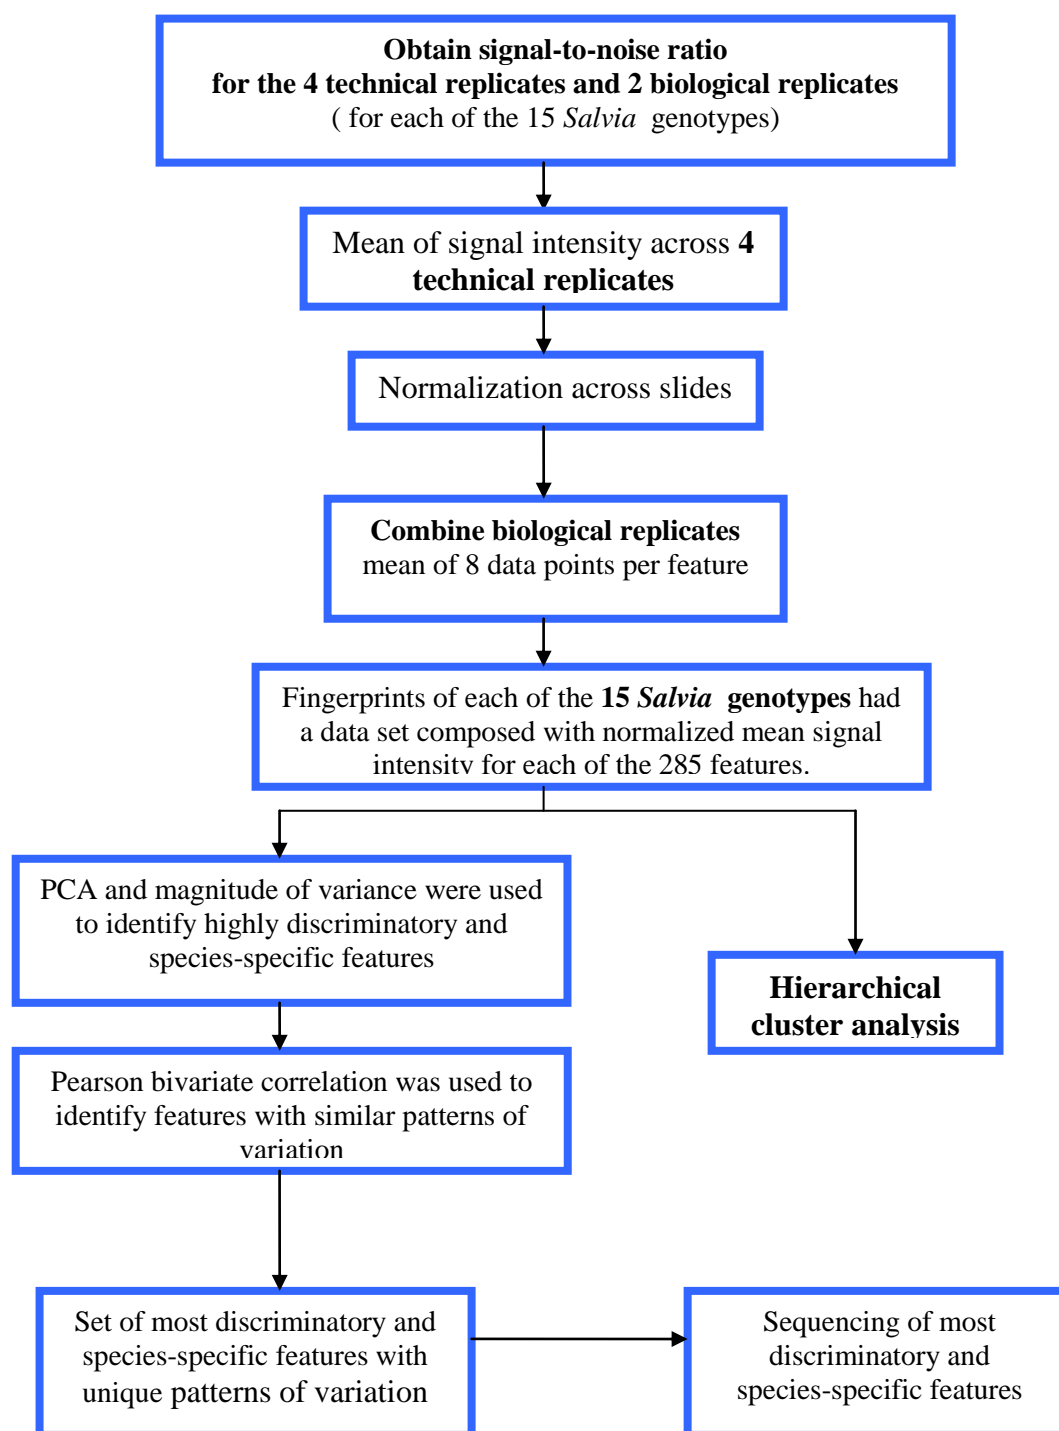 Obtain signal-to-noise ratio
for the 4 technical replicates and 2 biological replicates
( for each of the 15 Salvia genotypes)
Mean of signal intensity across 4
technical replicates
Normalization across slides
Combine biological replicates
mean of 8 data points per feature
Fingerprints of each of the 15 Salvia genotypes had
a data set composed with normalized mean signal
intensity for each of the 285 features.
PCA and magnitude of variance were used
to identify highly discriminatory and
species-specific features
Hierarchical
cluster analysis
Pearson bivariate correlation was used to
identify features with similar patterns of
variation
Set of most discriminatory and
species-specific features with
unique patterns of variation
Sequencing of most
discriminatory and
species-specific features